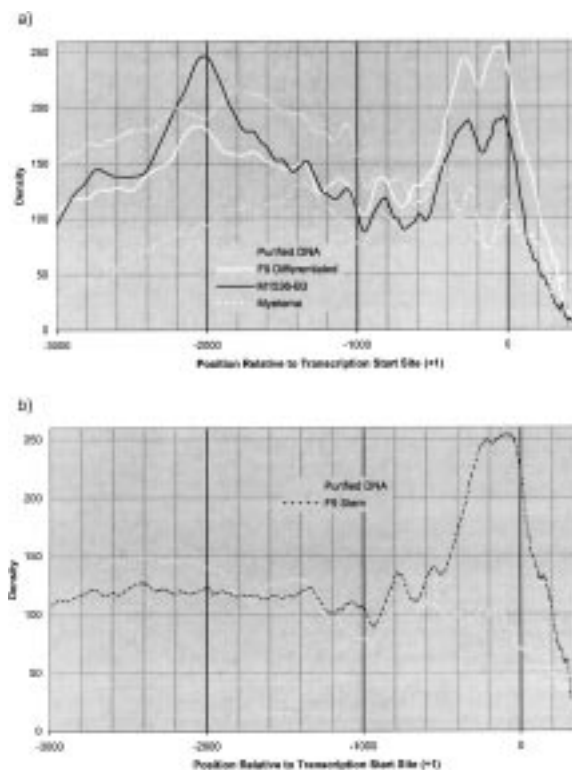 a)
250
200
150
100
50
0
Density
Purified DNA
F9 Differentiated
M1536-B3
Myeloma
-3000 -2000 -1000 0
Position Relative to Transcription Start Site (+1)
b)
250
200
150
100
50
0
Density
Purified DNA
F9 Stem
-3000 -2000 -1000 0
Position Relative to Transcription Start Site (+1)